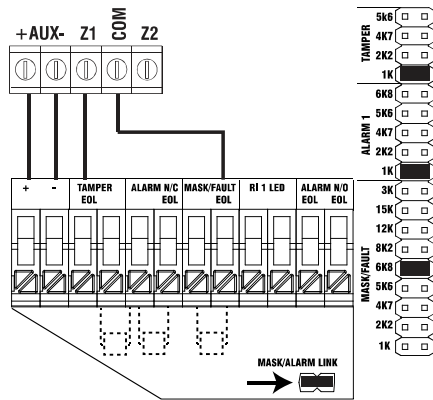 +AUX- Z1 COM Z2
+ - TAMPER EOL ALARM N/C EOL MASK/FAULT EOL RI 1 LED ALARM N/O EOL EOL
MASK/ALARM LINK
TAMPER
5k6
4K7
2K2
1K
ALARM 1
6K8
5K6
4K7
2K2
1K
MASK/FAULT
3K
15K
12K
8K2
6K8
5K6
4K7
2K2
1K